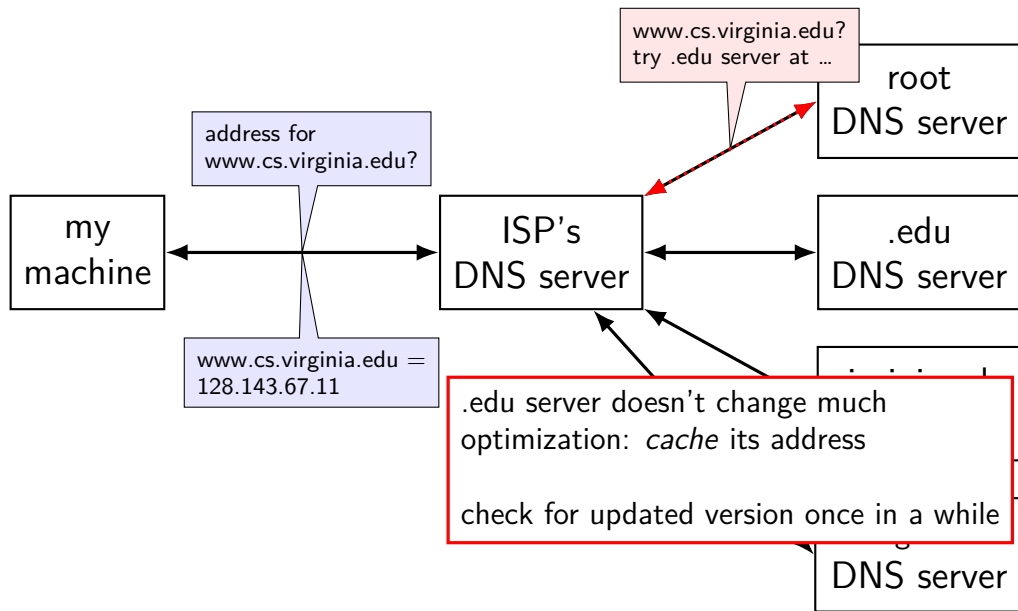 www.cs.virginia.edu?
try .edu server at ...
root
DNS server
address for
www.cs.virginia.edu?
my
machine
ISP's
DNS server
.edu
DNS server
www.cs.virginia.edu =
128.143.67.11
.edu server doesn't change much
optimization: cache its address
check for updated version once in a while
DNS server